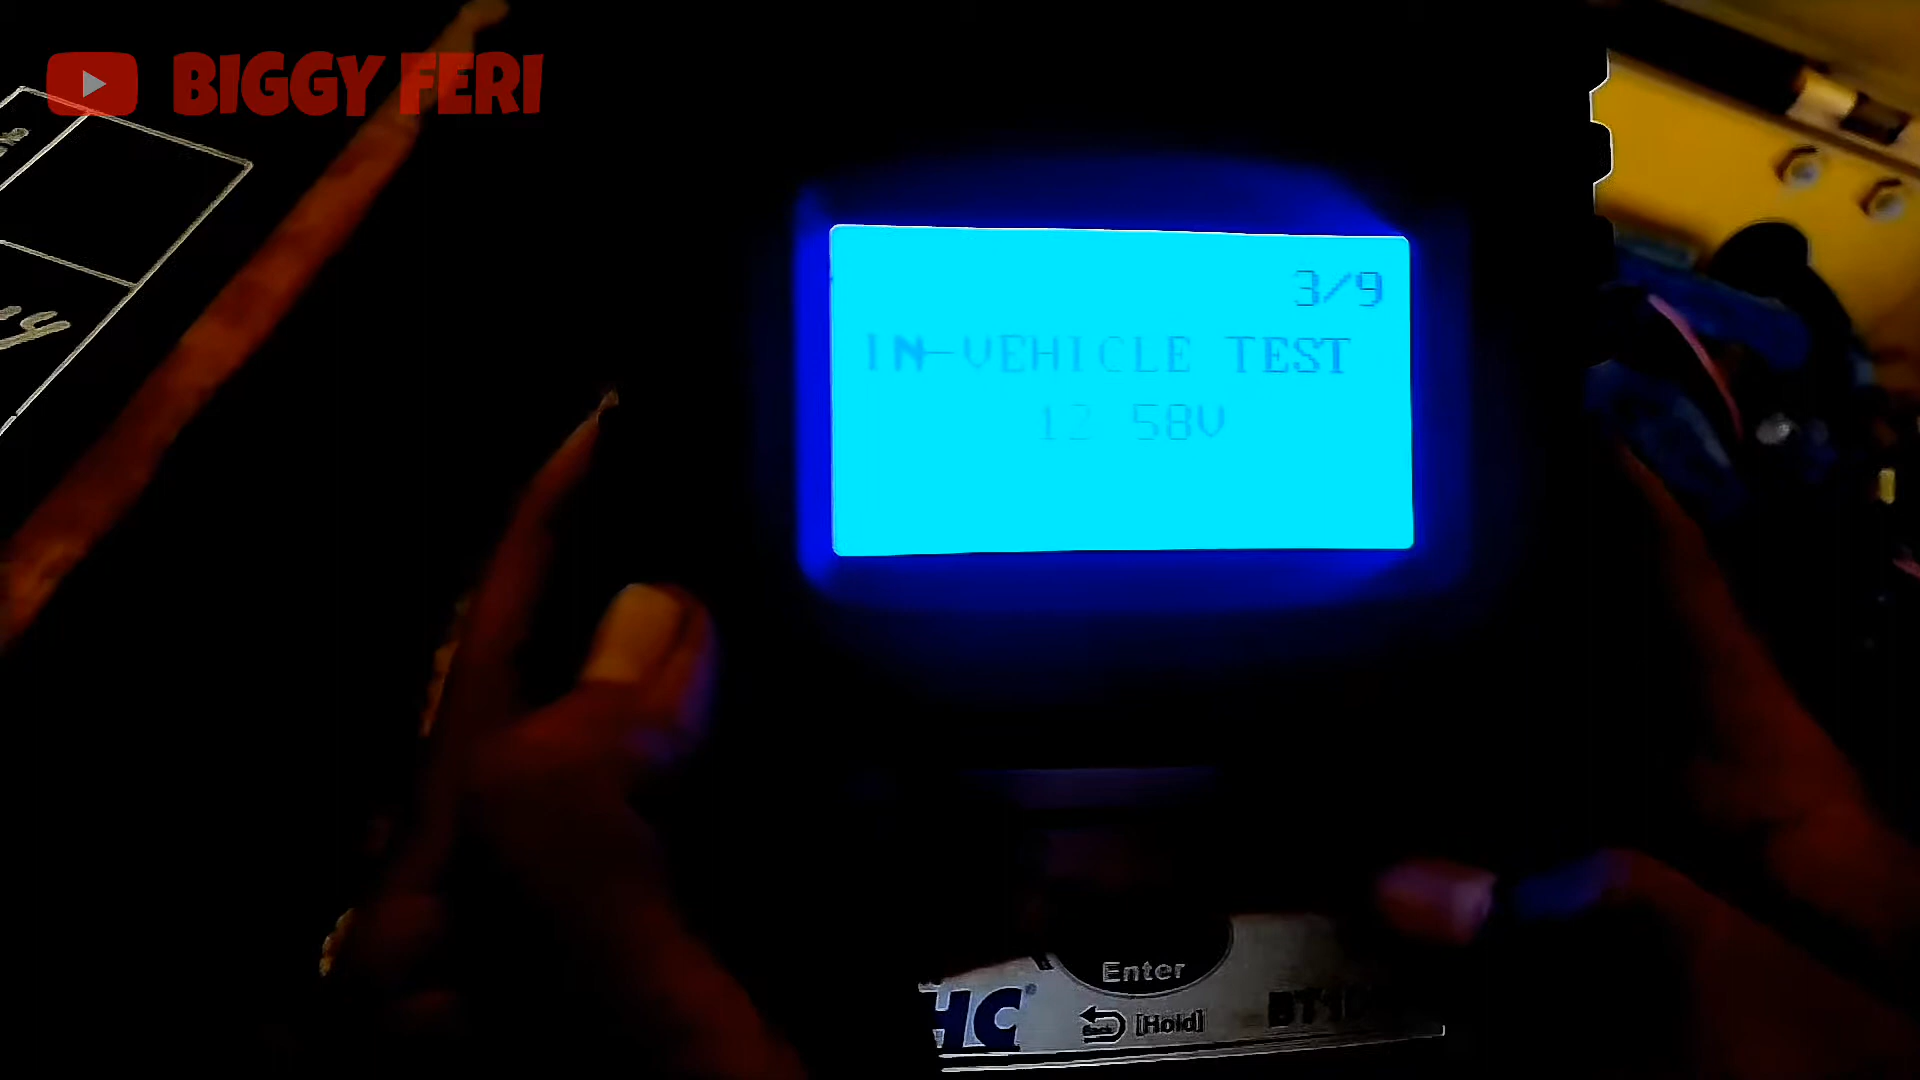 BIGGY FERI
3/9
IN-VEHICLE TEST
12.58V
Enter
[Hold]